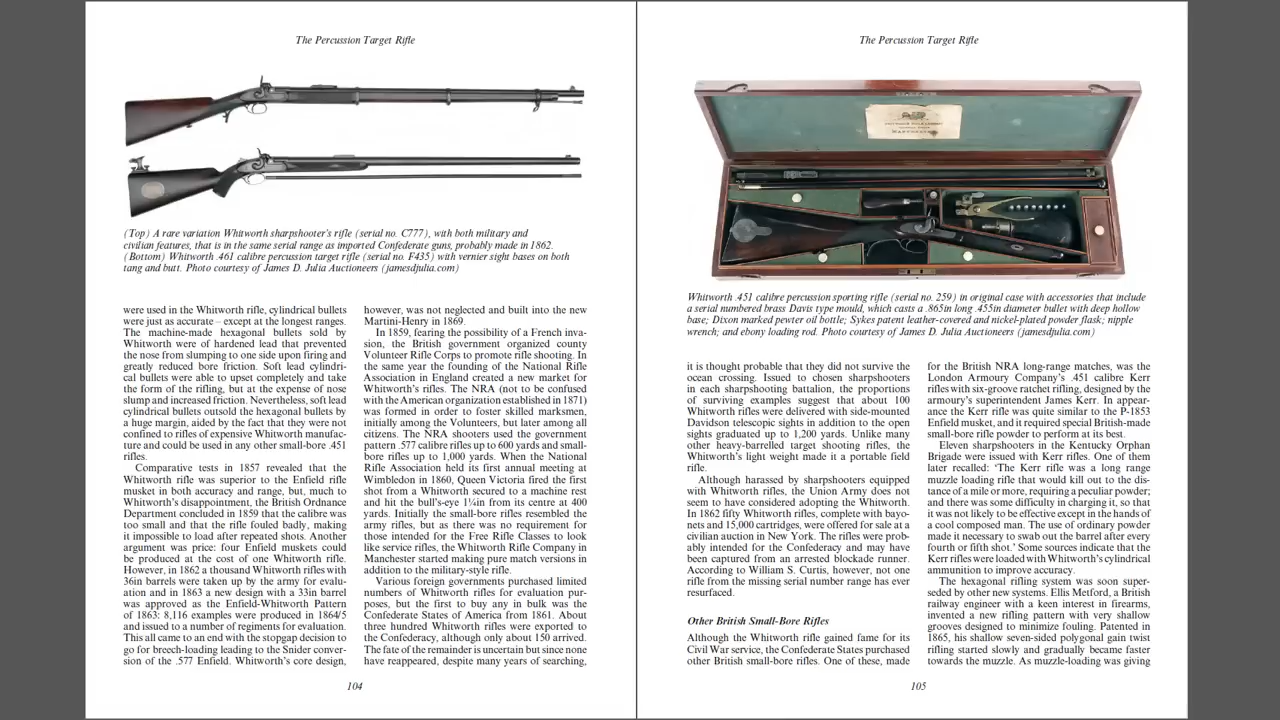 The Percussion Target Rifle
(Top) A rare variation Whitworth sharpshooter's rifle (serial no. C777), with both military and
civilian features, that is in the same serial range as imported Confederate guns, probably made in 1862.
(Bottom) Whitworth .461 calibre percussion target rifle (serial no. F435) with vernier sight bases on both
tang and butt. Photo courtesy of James D. Julia Auctioneers (jamesdjulia.com)
were used in the Whitworth rifle, cylindrical bullets
were just as accurate – except at the longest ranges.
The machine-made hexagonal bullets sold by
Whitworth were of hardened lead that prevented
the nose from slumping to one side upon firing and
greatly reduced bore friction. Soft lead cylindri-
cal bullets were able to upset completely and take
the form of the rifling, but at the expense of nose
slump and increased friction. Nevertheless, soft lead
cylindrical bullets outsold the hexagonal bullets by
a huge margin, aided by the fact that they were not
confined to rifles of expensive Whitworth manufac-
ture and could be used in any other small-bore .451
rifles.
Comparative tests in 1857 revealed that the
Whitworth rifle was superior to the Enfield rifle
musket in both accuracy and range, but, much to
Whitworth's disappointment, the British Ordnance
Department concluded in 1859 that the calibre was
too small and that the rifle fouled badly, making
it impossible to load after repeated shots. Another
argument was price: four Enfield muskets could
be produced at the cost of one Whitworth rifle.
However, in 1862 a thousand Whitworth rifles with
36in barrels were taken up by the army for evalu-
ation and in 1863 a new design with a 33in barrel
was approved as the Enfield-Whitworth Pattern
of 1863: 8,116 examples were produced in 1864/5
and issued to a number of regiments for evaluation.
This all came to an end with the stopgap decision to
go for breech-loading leading to the Snider conver-
sion of the .577 Enfield. Whitworth's core design,
however, was not neglected and built into the new
Martini-Henry in 1869.
In 1859, fearing the possibility of a French inva-
sion, the British government organized county
Volunteer Rifle Corps to promote rifle shooting. In
the same year the founding of the National Rifle
Association in England created a new market for
Whitworth's rifles. The NRA (not to be confused
with the American organization established in 1871)
was formed in order to foster skilled marksmen,
initially among the Volunteers, but later among all
citizens. The NRA shooters used the government
pattern .577 calibre rifles up to 600 yards and small-
bore rifles up to 1,000 yards. When the National
Rifle Association held its first annual meeting at
Wimbledon in 1860, Queen Victoria fired the first
shot from a Whitworth secured to a machine rest
and hit the bull's-eye 1¼in from its centre at 400
yards. Initially the small-bore rifles resembled the
army rifles, but as there was no requirement for
those intended for the Free Rifle Classes to look
like service rifles, the Whitworth Rifle Company in
Manchester started making pure match versions in
addition to the military-style rifle.
Various foreign governments purchased limited
numbers of Whitworth rifles for evaluation pur-
poses, but the first to buy any in bulk was the
Confederate States of America from 1861. About
three hundred Whitworth rifles were exported to
the Confederacy, although only about 150 arrived.
The fate of the remainder is uncertain but since none
have reappeared, despite many years of searching,
104
The Percussion Target Rifle
Whitworth .451 calibre percussion sporting rifle (serial no. 259) in original case with accessories that include
a serial numbered brass Davis type mould, which casts a .865in long .455in diameter bullet with deep hollow
base; Dixon marked pewter oil bottle; Sykes patent leather-covered and nickel-plated powder flask; nipple
wrench; and ebony loading rod. Photo courtesy of James D. Julia Auctioneers (jamesdjulia.com)
it is thought probable that they did not survive the
ocean crossing. Issued to chosen sharpshooters
in each sharpshooting battalion, the proportions
of surviving examples suggest that about 100
Whitworth rifles were delivered with side-mounted
Davidson telescopic sights in addition to the open
sights graduated up to 1,200 yards. Unlike many
other heavy-barrelled target shooting rifles, the
Whitworth's light weight made it a portable field
rifle.
Although harassed by sharpshooters equipped
with Whitworth rifles, the Union Army does not
seem to have considered adopting the Whitworth.
In 1862 fifty Whitworth rifles, complete with bayo-
nets and 15,000 cartridges, were offered for sale at a
civilian auction in New York. The rifles were prob-
ably intended for the Confederacy and may have
been captured from an arrested blockade runner.
According to William S. Curtis, however, not one
rifle from the missing serial number range has ever
resurfaced.
Other British Small-Bore Rifles
Although the Whitworth rifle gained fame for its
Civil War service, the Confederate States purchased
other British small-bore rifles. One of these, made
for the British NRA long-range matches, was the
London Armoury Company's .451 calibre Kerr
rifles with six-groove ratchet rifling, designed by the
armoury's superintendent James Kerr. In appear-
ance the Kerr rifle was quite similar to the P-1853
Enfield musket, and it required special British-made
small-bore rifle powder to perform at its best.
Eleven sharpshooters in the Kentucky Orphan
Brigade were issued with Kerr rifles. One of them
later recalled: 'The Kerr rifle was a long range
muzzle loading rifle that would kill out to the dis-
tance of a mile or more, requiring a peculiar powder;
and there was some difficulty in charging it, so that
it was not likely to be effective except in the hands of
a cool composed man. The use of ordinary powder
made it necessary to swab out the barrel after every
fourth or fifth shot.' Some sources indicate that the
Kerr rifles were loaded with Whitworth's cylindrical
ammunition to improve accuracy.
The hexagonal rifling system was soon super-
seded by other new systems. Ellis Metford, a British
railway engineer with a keen interest in firearms,
invented a new rifling pattern with very shallow
grooves designed to minimize fouling. Patented in
1865, his shallow seven-sided polygonal gain twist
rifling started slowly and gradually became faster
towards the muzzle. As muzzle-loading was giving
105